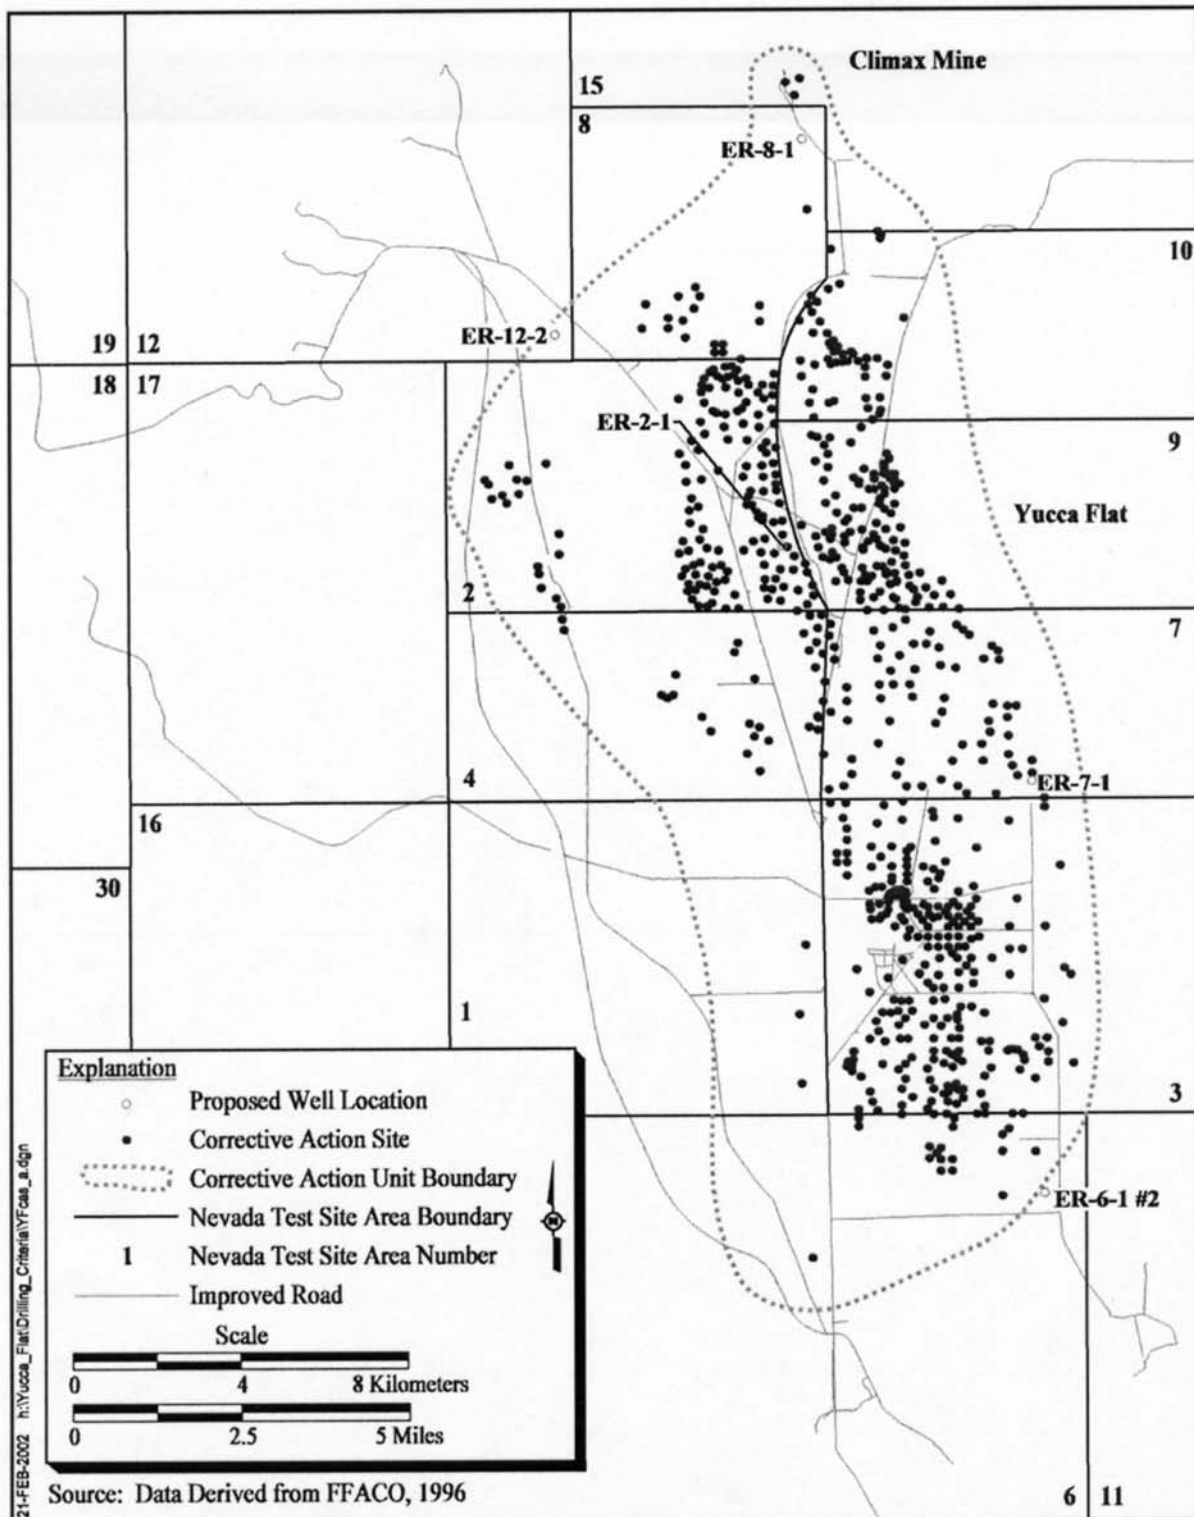 Climax Mine
15
8
ER-8-1
10
ER-12-2
19
12
18
17
ER-2-1
9
Yucca Flat
2
7
4
ER-7-1
16
30
1
3
Explanation
Proposed Well Location
Corrective Action Site
Corrective Action Unit Boundary
N
Nevada Test Site Area Boundary
1 Nevada Test Site Area Number
Improved Road
Scale
0 4 8 Kilometers
0 2.5 5 Miles
ER-6-1 #2
Source: Data Derived from FFACO, 1996
6
11
21-FEB-2002 h:\Yucca_Flat\Drilling_Criteria\YFcas_a.dgn